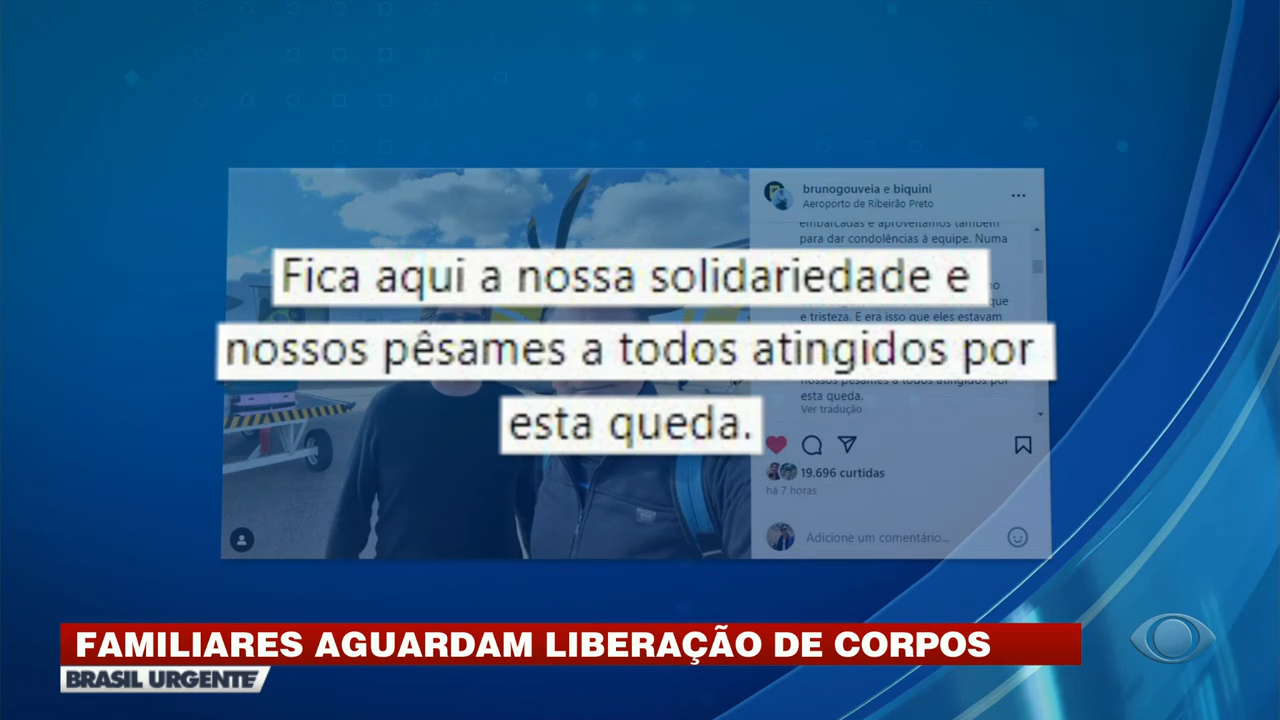 brunogouveia e biquini
Aeroporto de Ribeirão Preto
embarcadas e aproveitamos também
para dar condolências à equipe. Numa
Fica aqui a nossa solidariedade e
nossos pêsames a todos atingidos por
esta queda.
que
e tristeza. E era isso que eles estavam
nossos pêsames a todos atingidos por
esta queda.
Ver tradução
19.696 curtidas
há 7 horas
Adicione um comentário...
FAMILIARES AGUARDAM LIBERAÇÃO DE CORPOS
BRASIL URGENTE